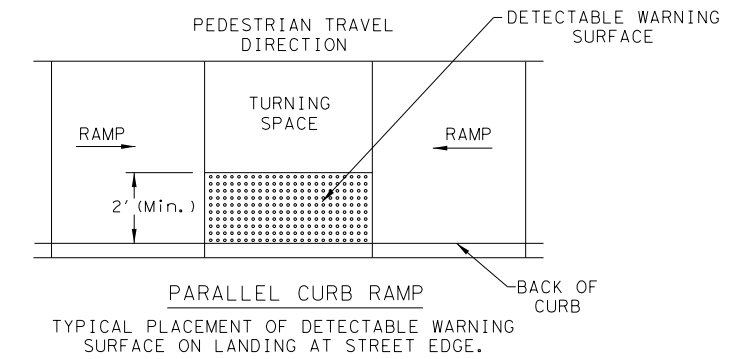 PEDESTRIAN TRAVEL
DIRECTION
DETECTABLE WARNING
SURFACE
TURNING
SPACE
RAMP
RAMP
2' (Min.)
BACK OF
CURB
PARALLEL CURB RAMP
TYPICAL PLACEMENT OF DETECTABLE WARNING
SURFACE ON LANDING AT STREET EDGE.